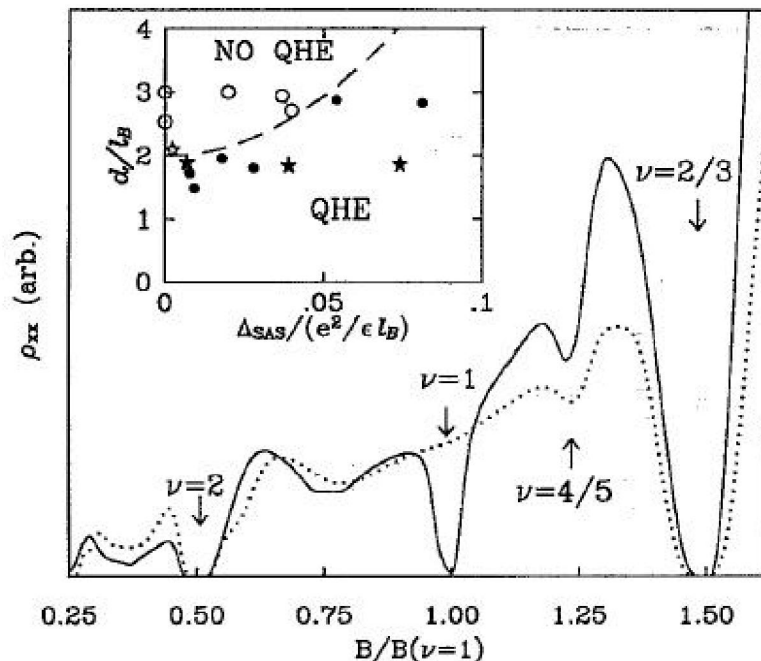 4
3
2
1
0
d/l_B
NO QHE
QHE
0
.05
.1
Δ_SAS/(e²/ϵ l_B)
ν=2/3
ν=1
ν=4/5
ν=2
ρ_xx (arb.)
0.25
0.50
0.75
1.00
1.25
1.50
B/B(ν=1)